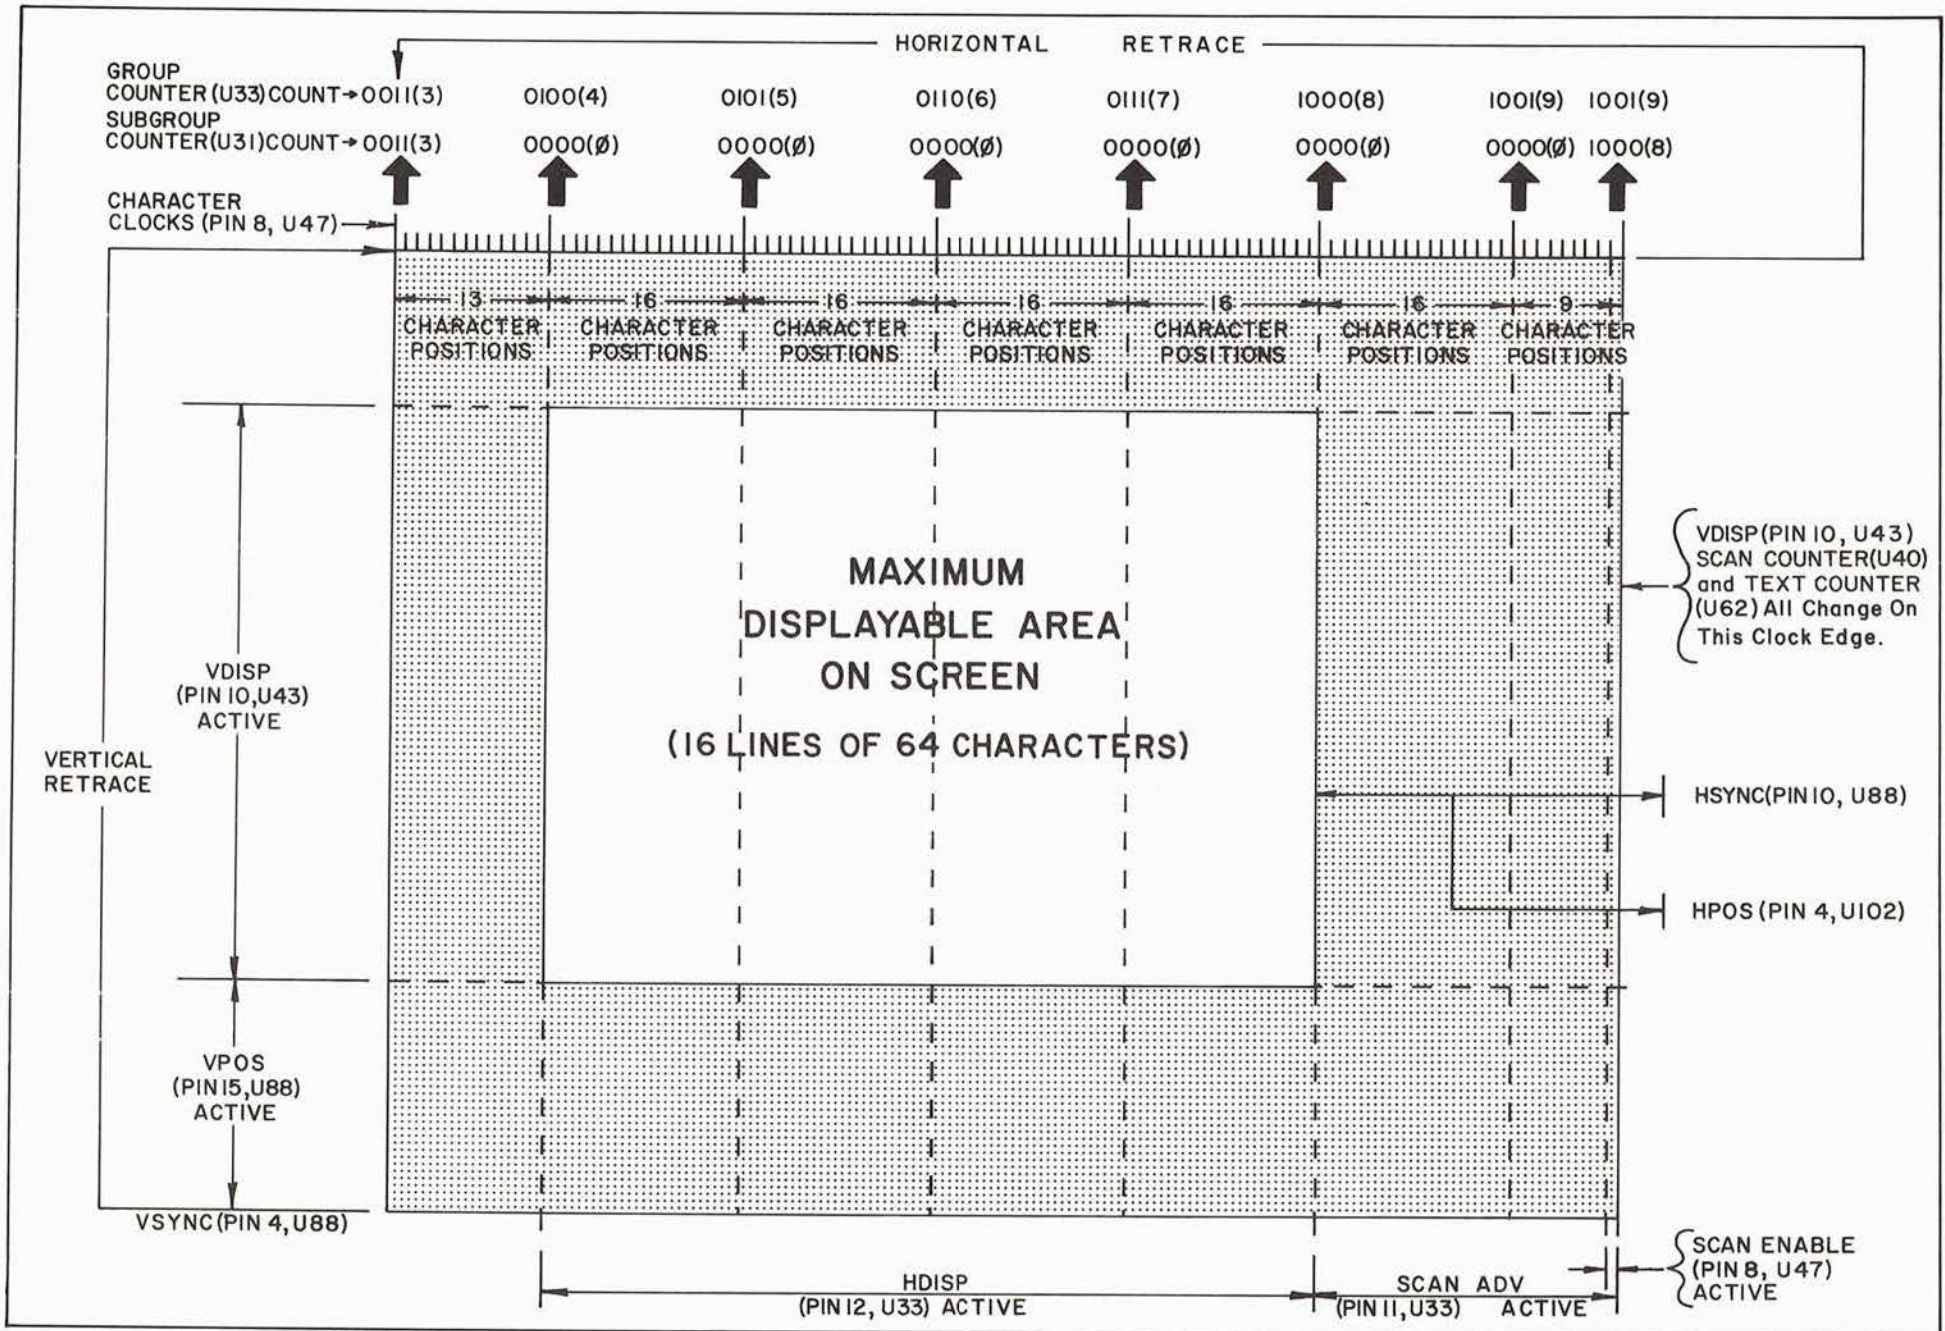 HORIZONTAL RETRACE
GROUP
COUNTER(U33)COUNT→0011(3) 0100(4) 0101(5) 0110(6) 0111(7) 1000(8) 1001(9) 1001(9)
SUBGROUP
COUNTER(U31)COUNT→0011(3) 0000(Ø) 0000(Ø) 0000(Ø) 0000(Ø) 0000(Ø) 0000(Ø) 1000(8)
CHARACTER
CLOCKS (PIN 8, U47)
13 16 16 16 16 16 9
CHARACTER CHARACTER CHARACTER CHARACTER CHARACTER CHARACTER CHARACTER
POSITIONS POSITIONS POSITIONS POSITIONS POSITIONS POSITIONS POSITIONS
MAXIMUM
DISPLAYABLE AREA
ON SCREEN
(16 LINES OF 64 CHARACTERS)
VDISP(PIN 10, U43)
SCAN COUNTER(U40)
and TEXT COUNTER
(U62) All Change On
This Clock Edge.
VDISP
(PIN 10,U43)
ACTIVE
VERTICAL
RETRACE
HSYNC(PIN 10, U88)
HPOS (PIN 4, U102)
VPOS
(PIN 15,U88)
ACTIVE
VSYNC(PIN 4, U88)
HDISP
(PIN 12, U33) ACTIVE
SCAN ADV
(PIN 11, U33) ACTIVE
SCAN ENABLE
(PIN 8, U47)
ACTIVE